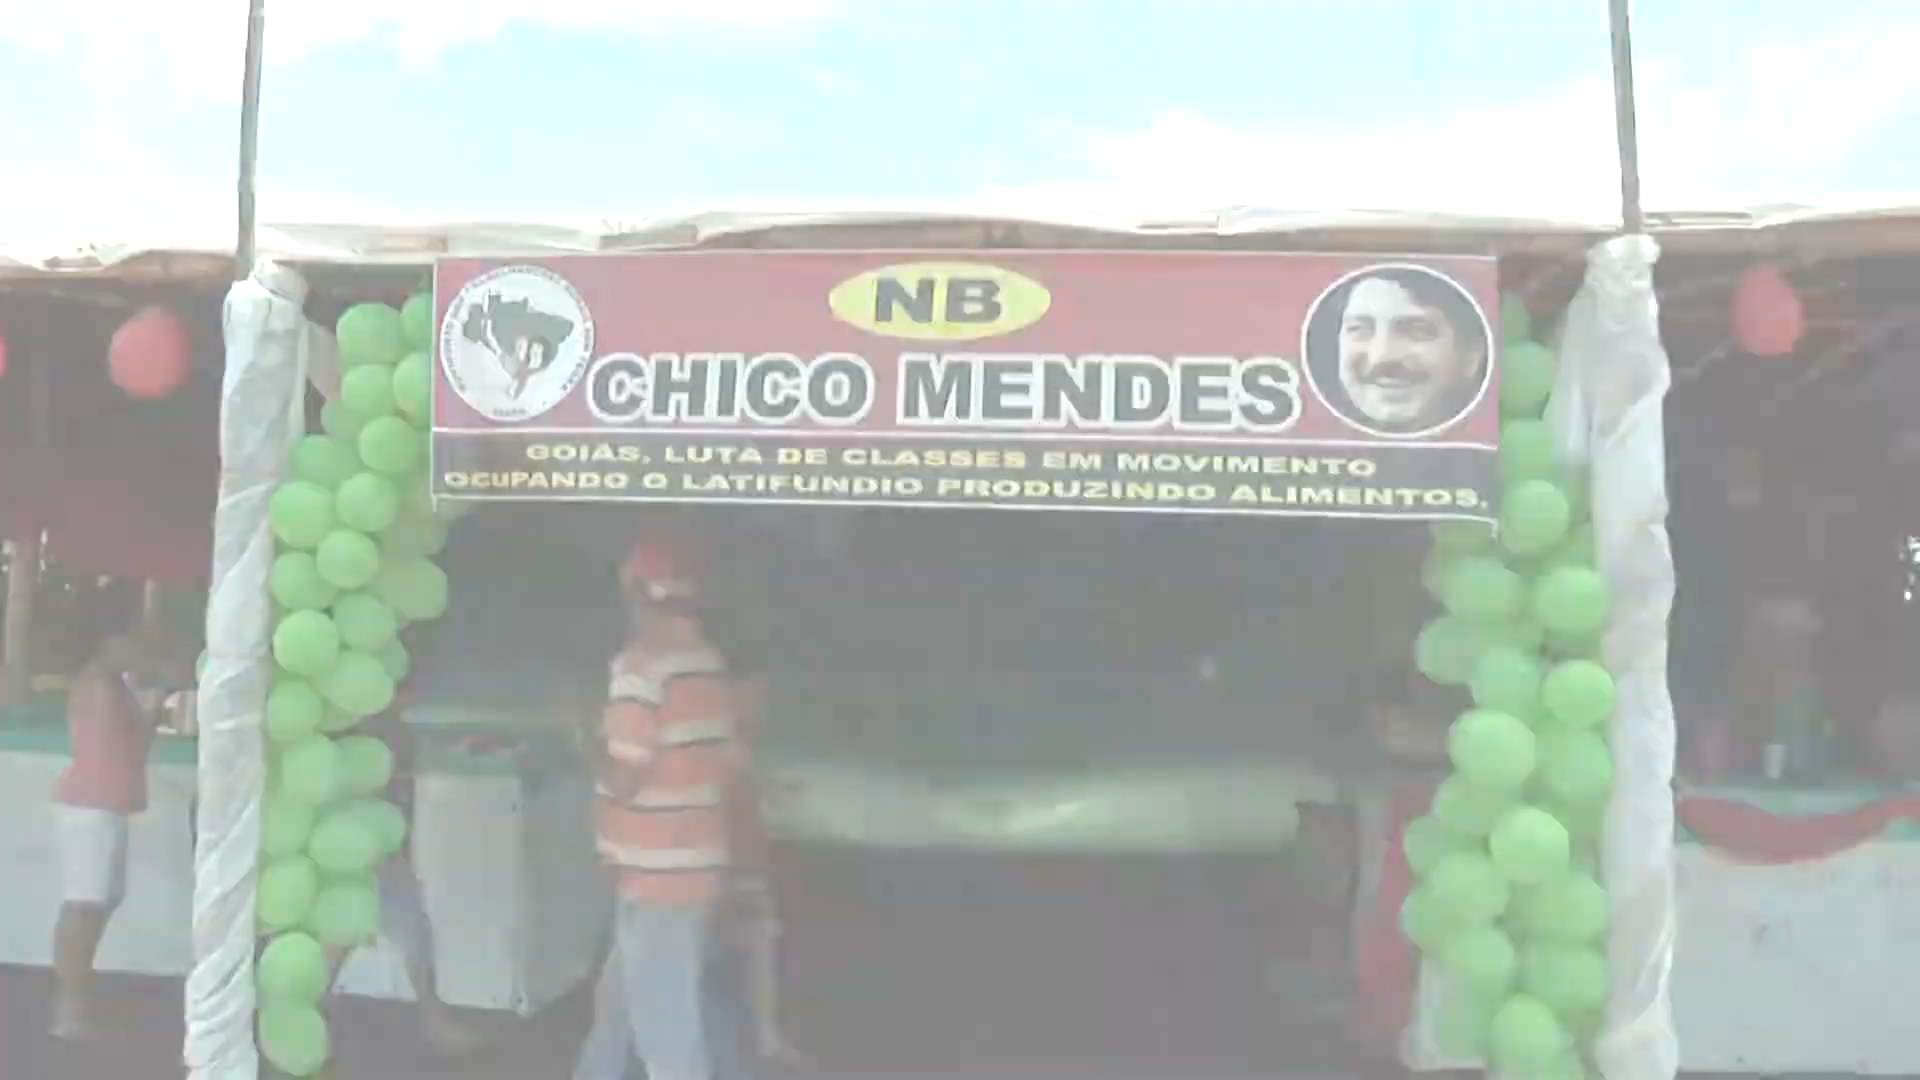 NB
CHICO MENDES
GOIÁS, LUTA DE CLASSES EM MOVIMENTO
OCUPANDO O LATIFUNDIO PRODUZINDO ALIMENTOS.